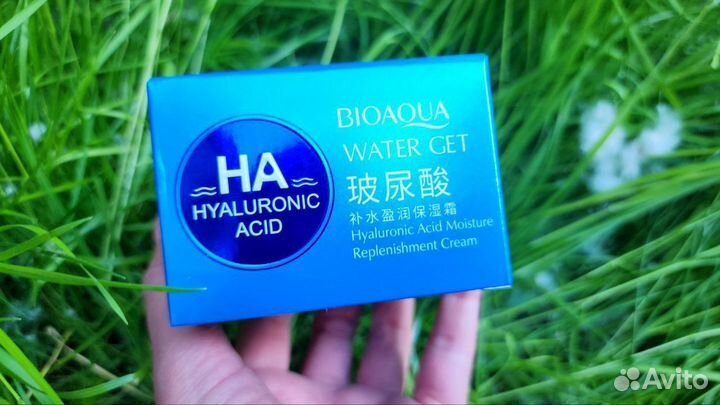 HA
HYALURONIC
ACID
BIOAQUA
WATER GET
玻尿酸
补水盈润保湿霜
Hyaluronic Acid Moisture
Replenishment Cream
Avito